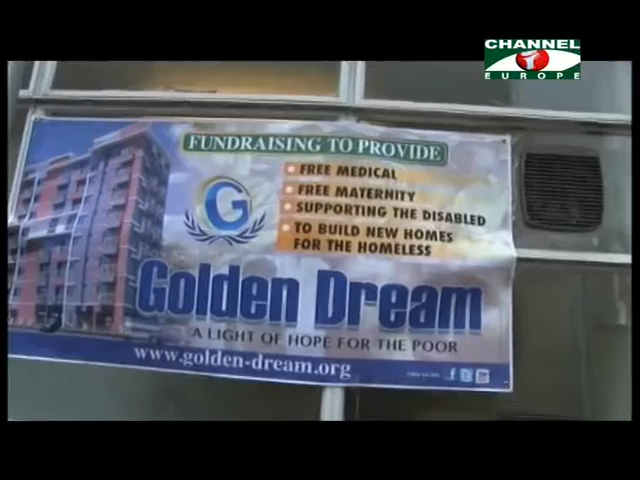 CHANNEL
i
EUROPE
FUNDRAISING TO PROVIDE
FREE MEDICAL
FREE MATERNITY
SUPPORTING THE DISABLED
TO BUILD NEW HOMES
FOR THE HOMELESS
G
Golden Dream
A LIGHT OF HOPE FOR THE POOR
www.golden-dream.org